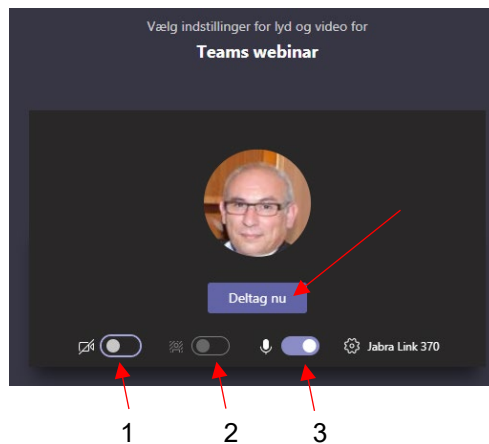 Vælg indstillinger for lyd og video for
Teams webinar
Deltag nu
Jabra Link 370
1 2 3